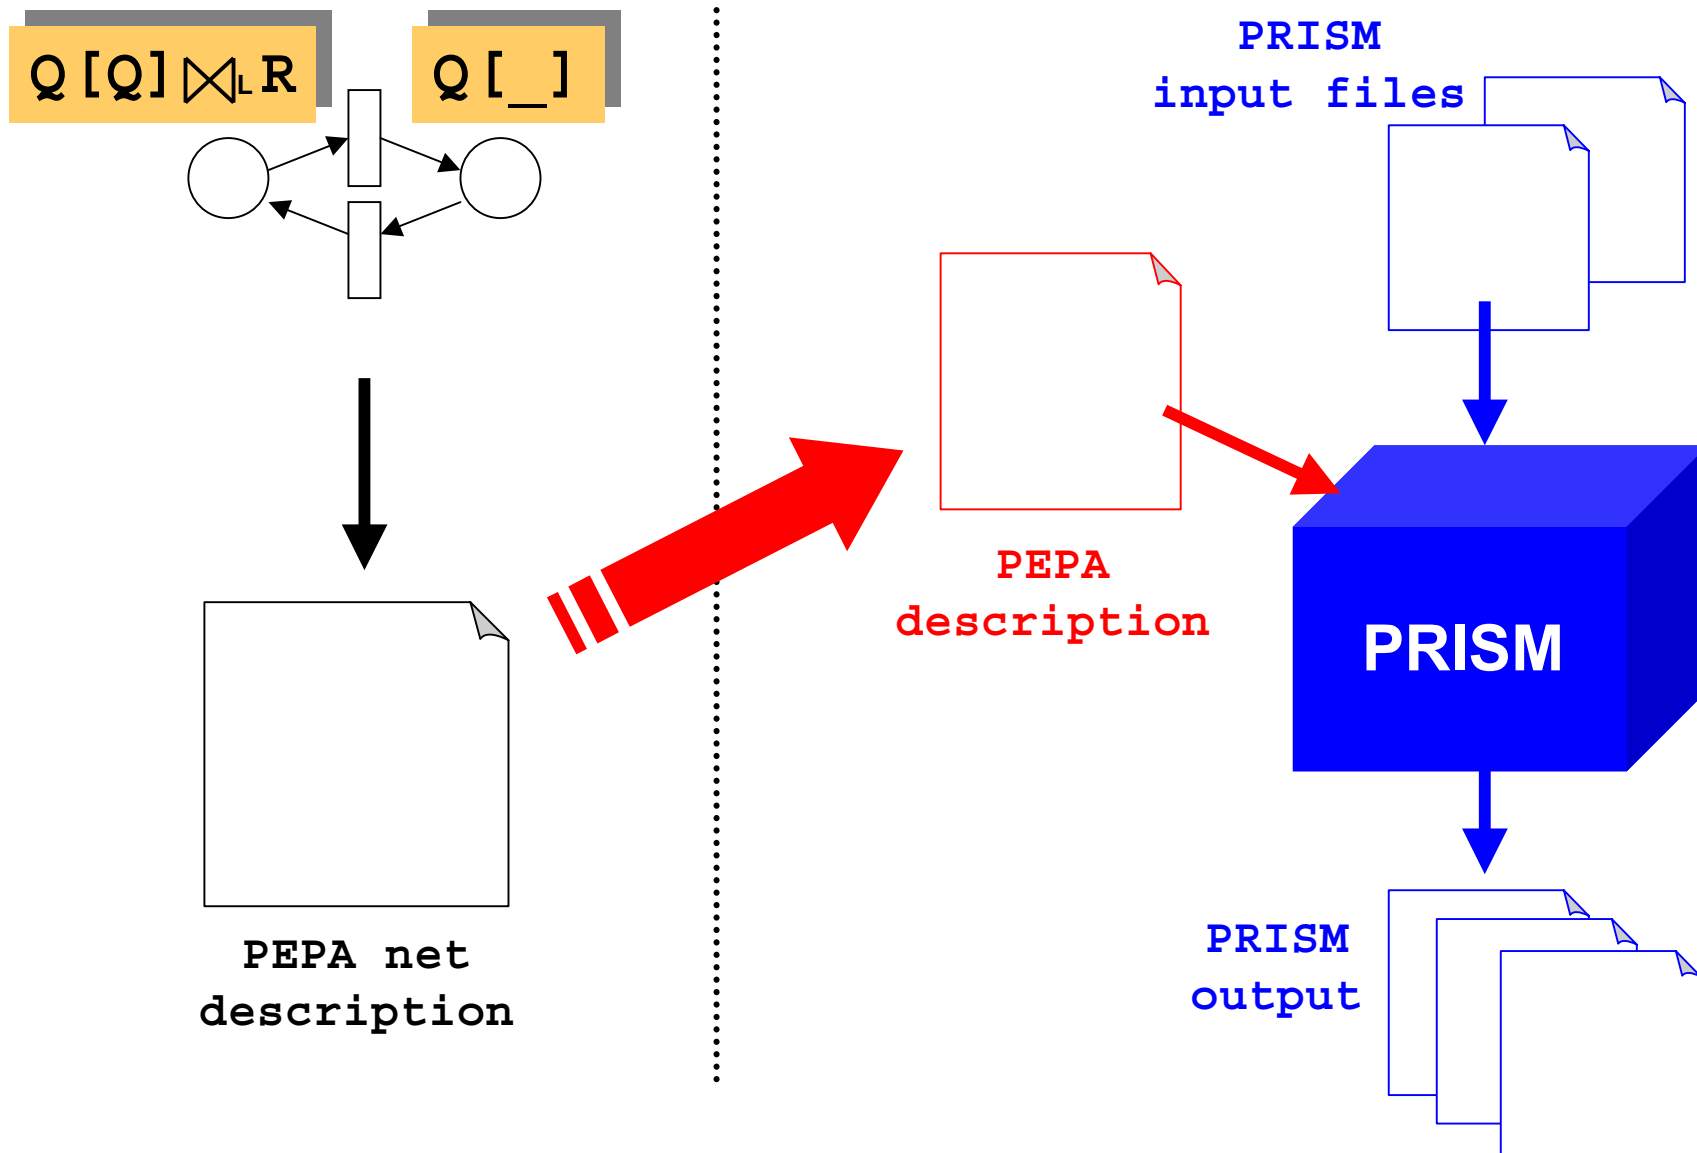 Q[Q]⋈L R
Q[_]
PRISM
input files
PEPA
description
PRISM
PEPA net
description
PRISM
output